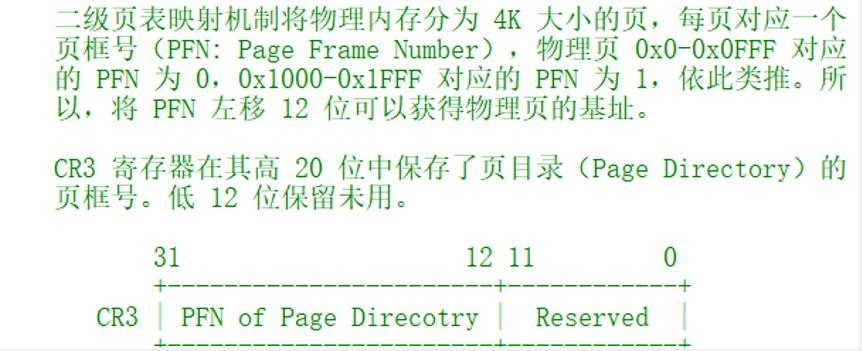 二级页表映射机制将物理内存分为 4K 大小的页，每页对应一个
页框号（PFN: Page Frame Number），物理页 0x0-0x0FFF 对应
的 PFN 为 0，0x1000-0x1FFF 对应的 PFN 为 1，依此类推。所
以，将 PFN 左移 12 位可以获得物理页的基址。
CR3 寄存器在其高 20 位中保存了页目录（Page Directory）的
页框号。低 12 位保留未用。
31 12 11 0
+----------------------+------------+
CR3 | PFN of Page Direcotry | Reserved |
+----------------------+------------+